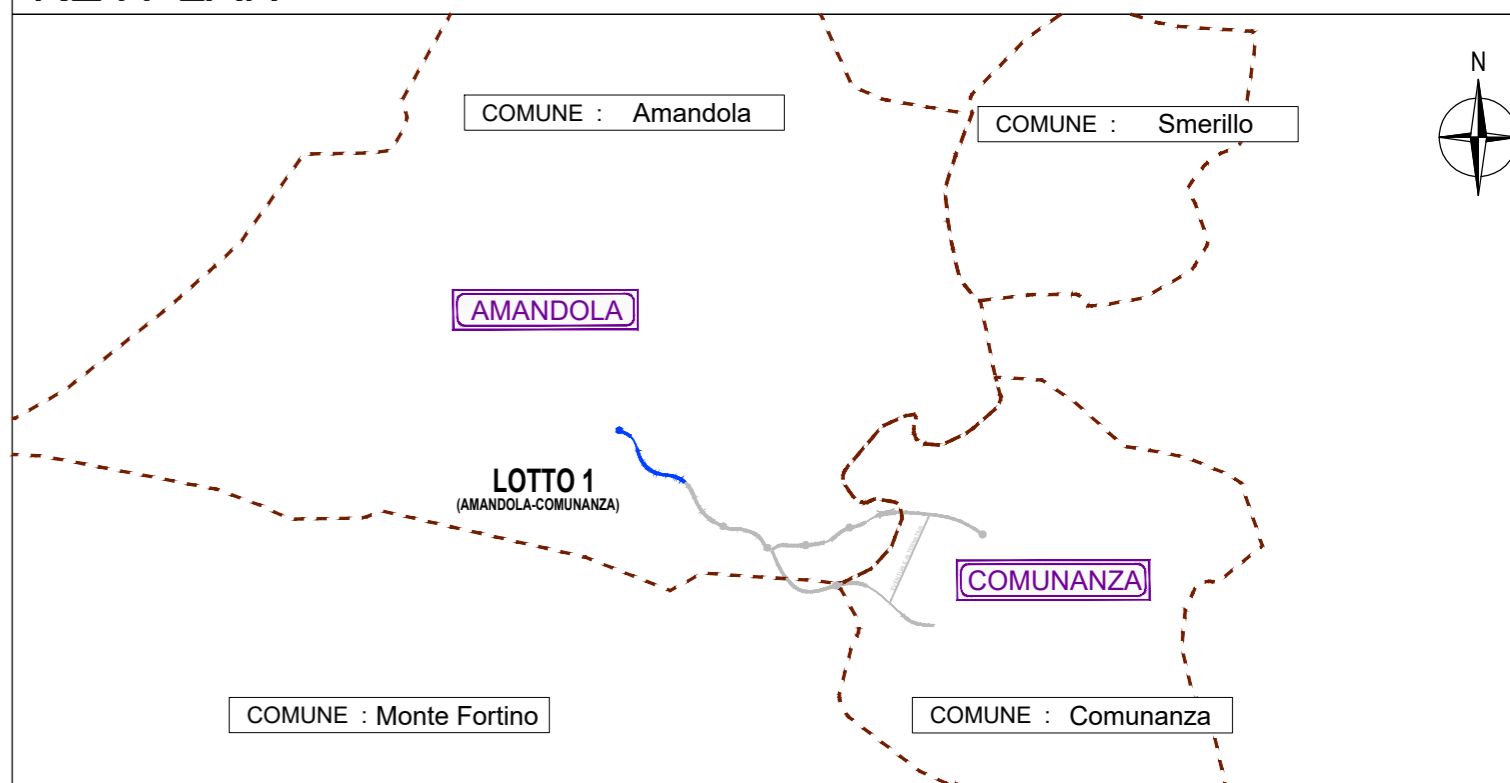 N
COMUNE : Amandola
COMUNE : Smerillo
AMANDOLA
LOTTO 1
(AMANDOLA-COMUNANZA)
COMUNANZA
COMUNE : Monte Fortino
COMUNE : Comunanza